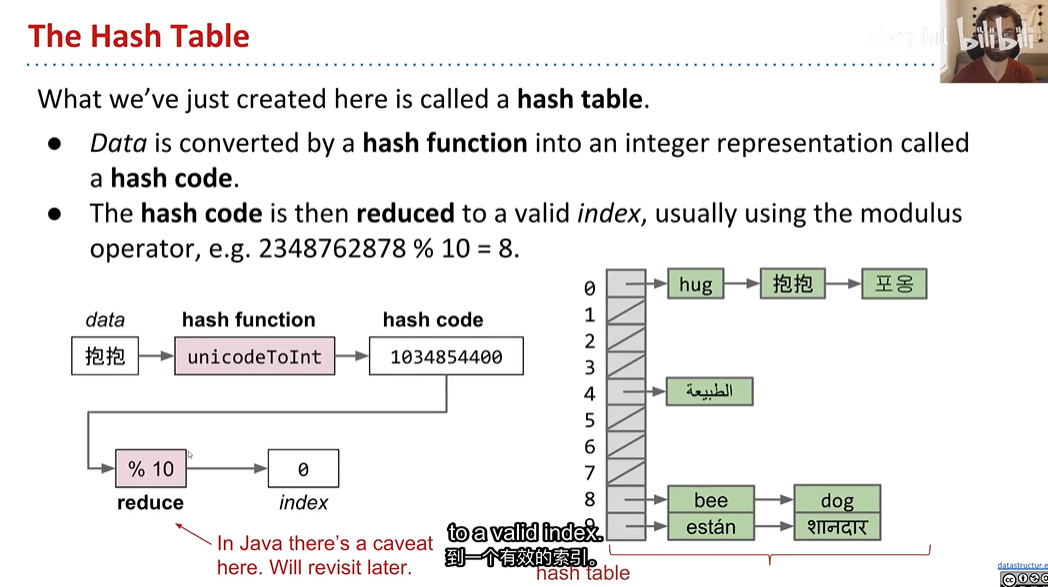 The Hash Table
bilibili
What we've just created here is called a hash table.
● Data is converted by a hash function into an integer representation called
a hash code.
● The hash code is then reduced to a valid index, usually using the modulus
operator, e.g. 2348762878 % 10 = 8.
data
hash function
hash code
抱抱
unicodeToInt
1034854400
% 10
0
reduce
index
In Java there's a caveat
here. Will revisit later.
0
hug
抱抱
포옹
1
2
3
4
الطبيعة
5
6
7
8
bee
dog
9
están
शानदार
hash table
to a valid index.
到一个有效的索引。
datastructur.e